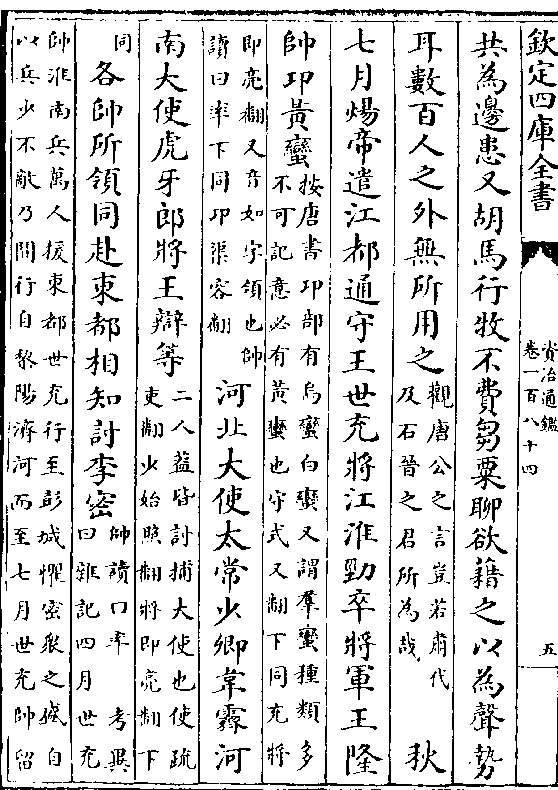 欽定四庫全書
資治通鑑
卷一百八十四
五
共為邊患又胡馬行牧不費芻粟聊欲藉之以為聲勢
耳數百人之外無所用之
觀唐公之言豈若肅代
及石晉之君所為哉
秋
七月煬帝遣江都通守王世充將江淮勁卒將軍王隆
帥卭黃蠻
按唐書卭部有烏蠻白蠻又謂羣蠻種類多
不可記意必有黃蠻也守式又翻下同充將
即亮翻又音如字領也帥
讀曰率下同卭渠容翻
河北大使太常少卿韋霽河
南大使虎牙郎將王辯等
二人葢皆討捕大使也使疏
吏翻少始照翻將即亮翻下
同
各帥所領同赴東都相知討李密
帥讀曰率 考異
曰雜記四月世充
帥淮南兵萬人援東都世充行至彭城懼密衆之自
以兵少不敵乃間行自黎陽濟河而至七月世充帥留